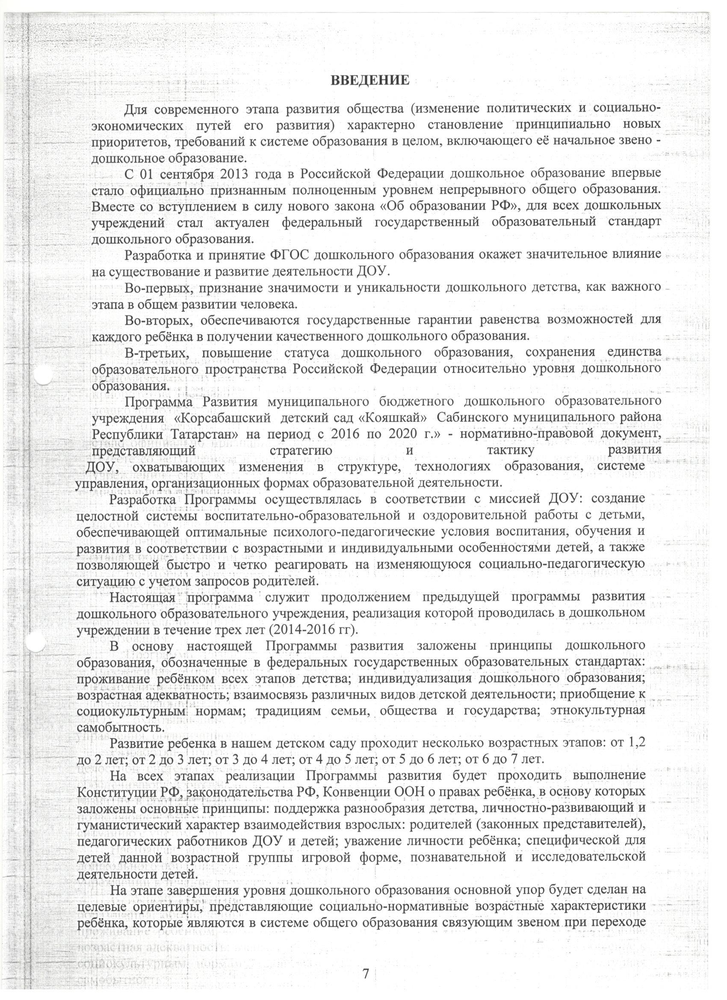 ВВЕДЕНИЕ
Для современного этапа развития общества (изменение политических и социально-
экономических путей его развития) характерно становление принципиально новых
приоритетов, требований к системе образования в целом, включающего её начальное звено -
дошкольное образование.
С 01 сентября 2013 года в Российской Федерации дошкольное образование впервые
стало официально признанным полноценным уровнем непрерывного общего образования.
Вместе со вступлением в силу нового закона «Об образовании РФ», для всех дошкольных
учреждений стал актуален федеральный государственный образовательный стандарт
дошкольного образования.
Разработка и принятие ФГОС дошкольного образования окажет значительное влияние
на существование и развитие деятельности ДОУ.
Во-первых, признание значимости и уникальности дошкольного детства, как важного
этапа в общем развитии человека.
Во-вторых, обеспечиваются государственные гарантии равенства возможностей для
каждого ребёнка в получении качественного дошкольного образования.
В-третьих, повышение статуса дошкольного образования, сохранения единства
образовательного пространства Российской Федерации относительно уровня дошкольного
образования.
Программа Развития муниципального бюджетного дошкольного образовательного
учреждения «Корсабашский детский сад «Кояшкай» Сабинского муниципального района
Республики Татарстан» на период с 2016 по 2020 г.» - нормативно-правовой документ,
представляющий стратегию и тактику развития
ДОУ, охватывающих изменения в структуре, технологиях образования, системе
управления, организационных формах образовательной деятельности.
Разработка Программы осуществлялась в соответствии с миссией ДОУ: создание
целостной системы воспитательно-образовательной и оздоровительной работы с детьми,
обеспечивающей оптимальные психолого-педагогические условия воспитания, обучения и
развития в соответствии с возрастными и индивидуальными особенностями детей, а также
позволяющей быстро и четко реагировать на изменяющуюся социально-педагогическую
ситуацию с учетом запросов родителей.
Настоящая программа служит продолжением предыдущей программы развития
дошкольного образовательного учреждения, реализация которой проводилась в дошкольном
учреждении в течение трех лет (2014-2016 гг).
В основу настоящей Программы развития заложены принципы дошкольного
образования, обозначенные в федеральных государственных образовательных стандартах:
проживание ребёнком всех этапов детства; индивидуализация дошкольного образования;
возрастная адекватность; взаимосвязь различных видов детской деятельности; приобщение к
социокультурным нормам; традициям семьи, общества и государства; этнокультурная
самобытность.
Развитие ребенка в нашем детском саду проходит несколько возрастных этапов: от 1,2
до 2 лет; от 2 до 3 лет; от 3 до 4 лет; от 4 до 5 лет; от 5 до 6 лет; от 6 до 7 лет.
На всех этапах реализации Программы развития будет проходить выполнение
Конституции РФ, законодательства РФ, Конвенции ООН о правах ребёнка, в основу которых
заложены основные принципы: поддержка разнообразия детства, личностно-развивающий и
гуманистический характер взаимодействия взрослых: родителей (законных представителей),
педагогических работников ДОУ и детей; уважение личности ребёнка; специфической для
детей данной возрастной группы игровой форме, познавательной и исследовательской
деятельности детей.
На этапе завершения уровня дошкольного образования основной упор будет сделан на
целевые ориентиры, представляющие социально-нормативные возрастные характеристики
ребёнка, которые являются в системе общего образования связующим звеном при переходе
7